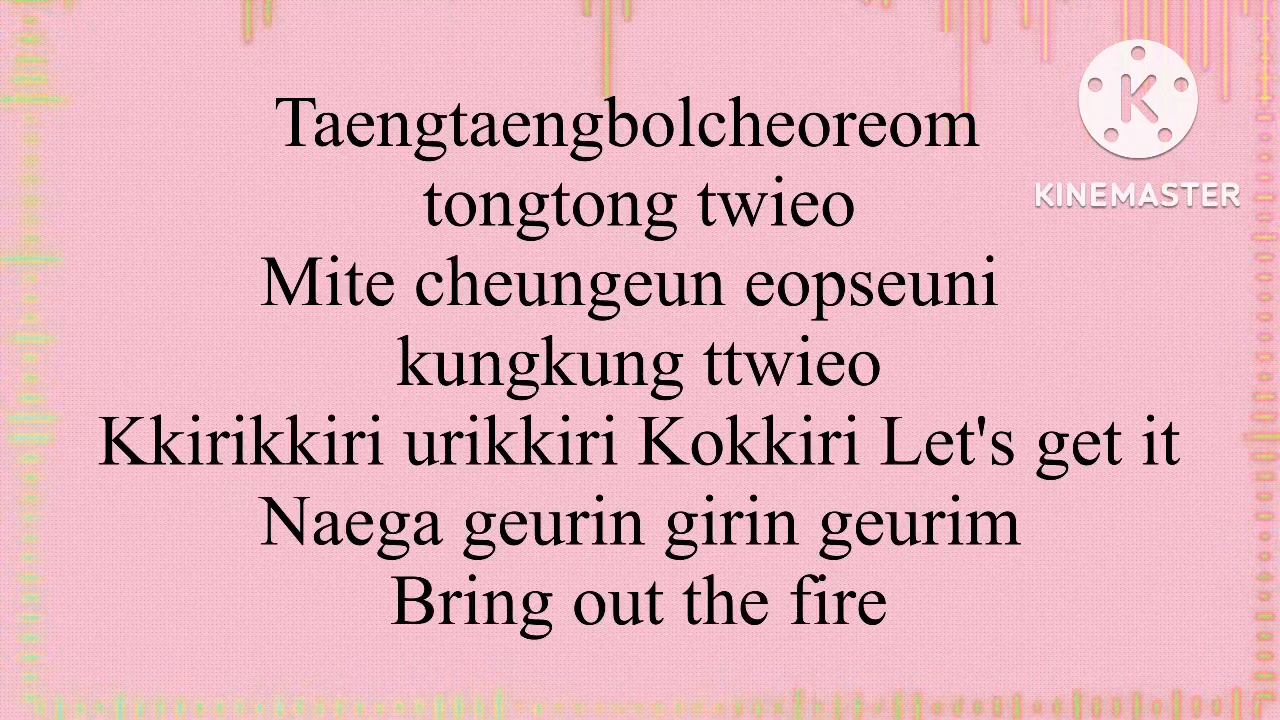 Taengtaengbolcheoreom
tongtong twieo
Mite cheungeun eopseuni
kungkung ttwieo
Kkirikkiri urikkiri Kokkiri Let's get it
Naega geurin girin geurim
Bring out the fire
K
KINEMASTER